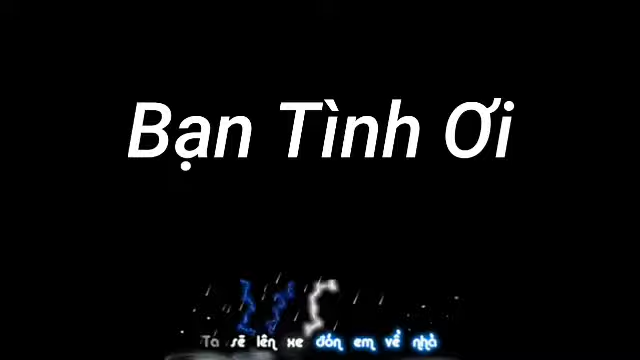 Bạn Tình Ơi
Ta sẽ lên xe đón em về nhà